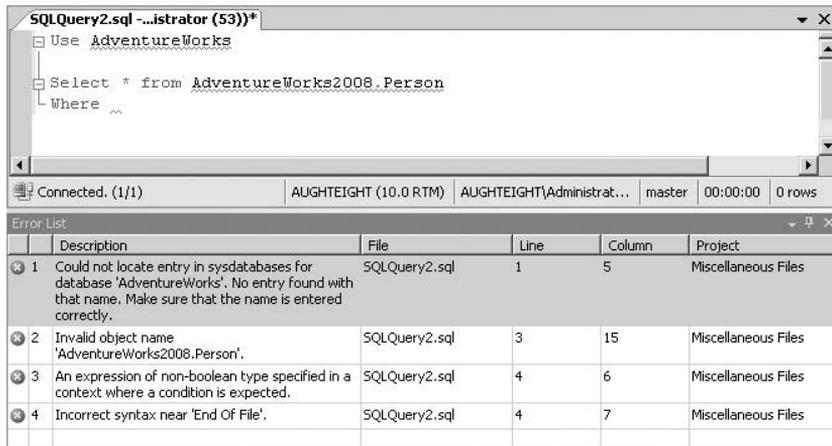 SQLQuery2.sql -...istrator (53))*
Use AdventureWorks
Select * from AdventureWorks2008.Person
Where
Connected. (1/1) AUGHTEIGHT (10.0 RTM) AUGHTEIGHT\Administrat... master 00:00:00 0 rows
Error List
Description File Line Column Project
1 Could not locate entry in sysdatabases for SQLQuery2.sql 1 5 Miscellaneous Files
database 'AdventureWorks'. No entry found with
that name. Make sure that the name is entered
correctly.
2 Invalid object name SQLQuery2.sql 3 15 Miscellaneous Files
'AdventureWorks2008.Person'.
3 An expression of non-boolean type specified in a SQLQuery2.sql 4 6 Miscellaneous Files
context where a condition is expected.
4 Incorrect syntax near 'End Of File'. SQLQuery2.sql 4 7 Miscellaneous Files